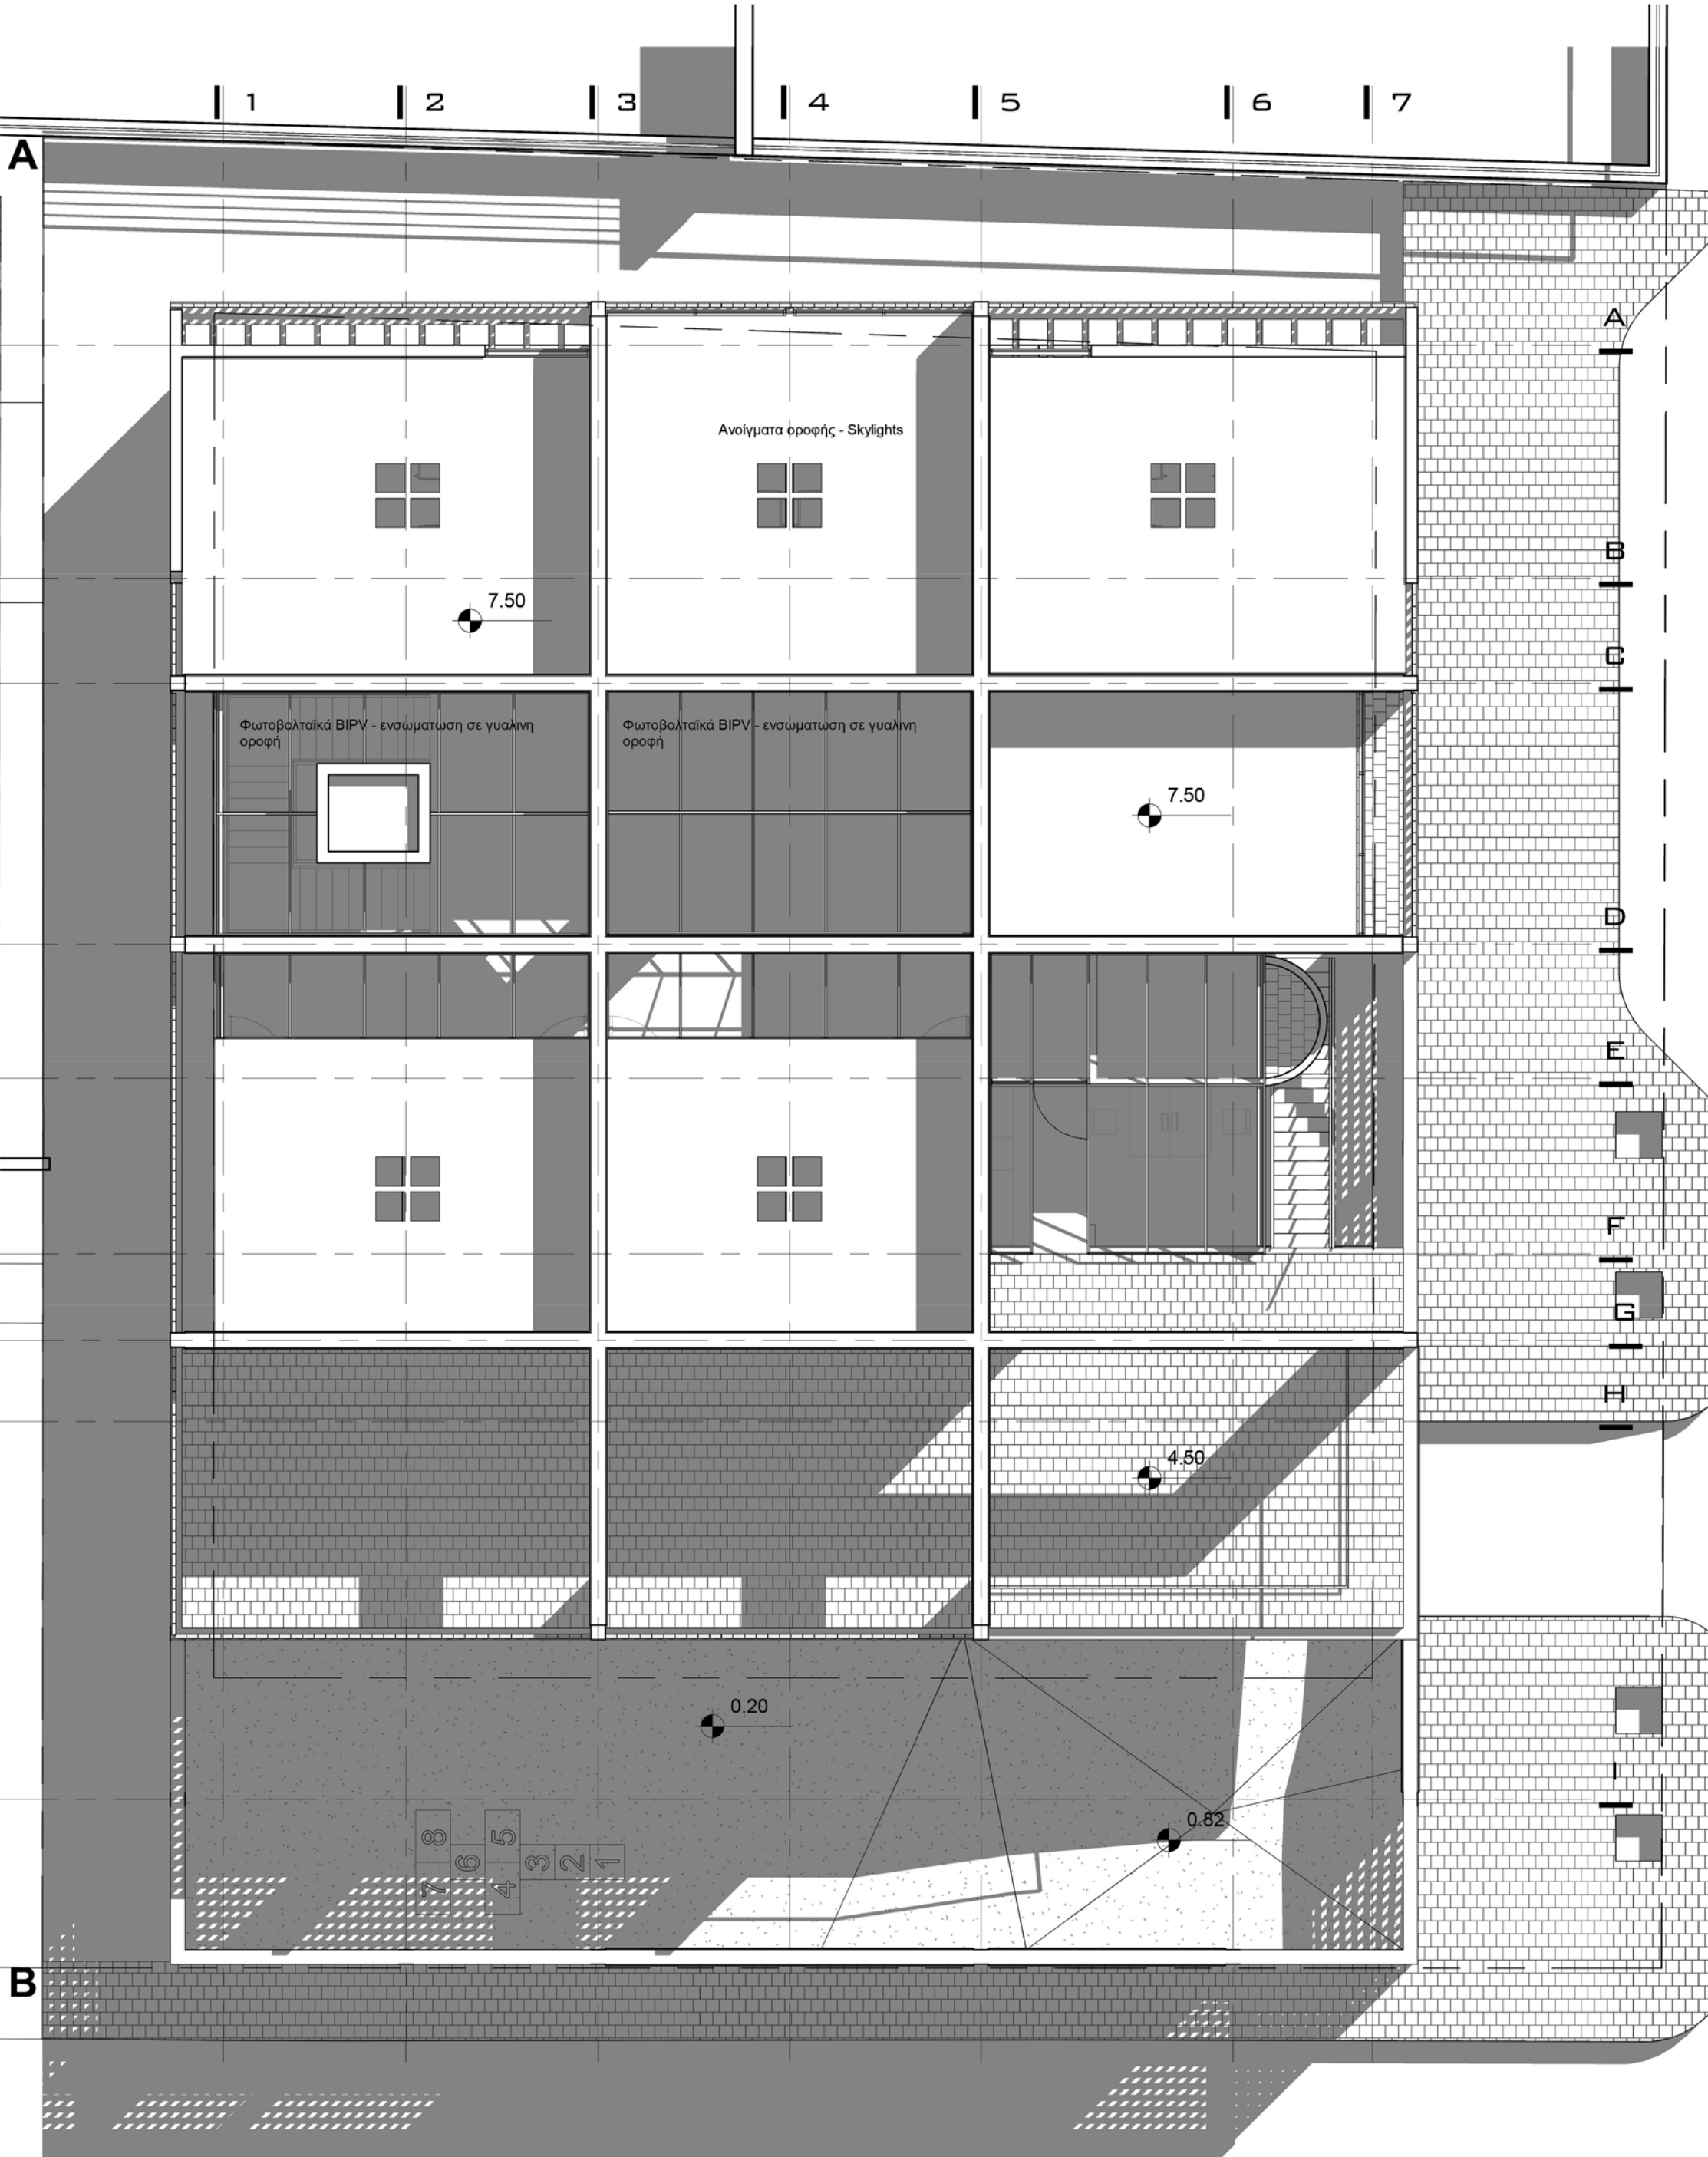 1 2 3 4 5 6 7
A
A
Ανοίγματα οροφής - Skylights
B
7.50
C
Φωτοβολταϊκά BIPV - ενσωματωση σε γυαλινη
οροφή
Φωτοβολταϊκά BIPV - ενσωματωση σε γυαλινη
οροφή
7.50
D
E
F
G
H
4.50
0.20
I
0.82
8 5
6 3 2 1
7 4
B